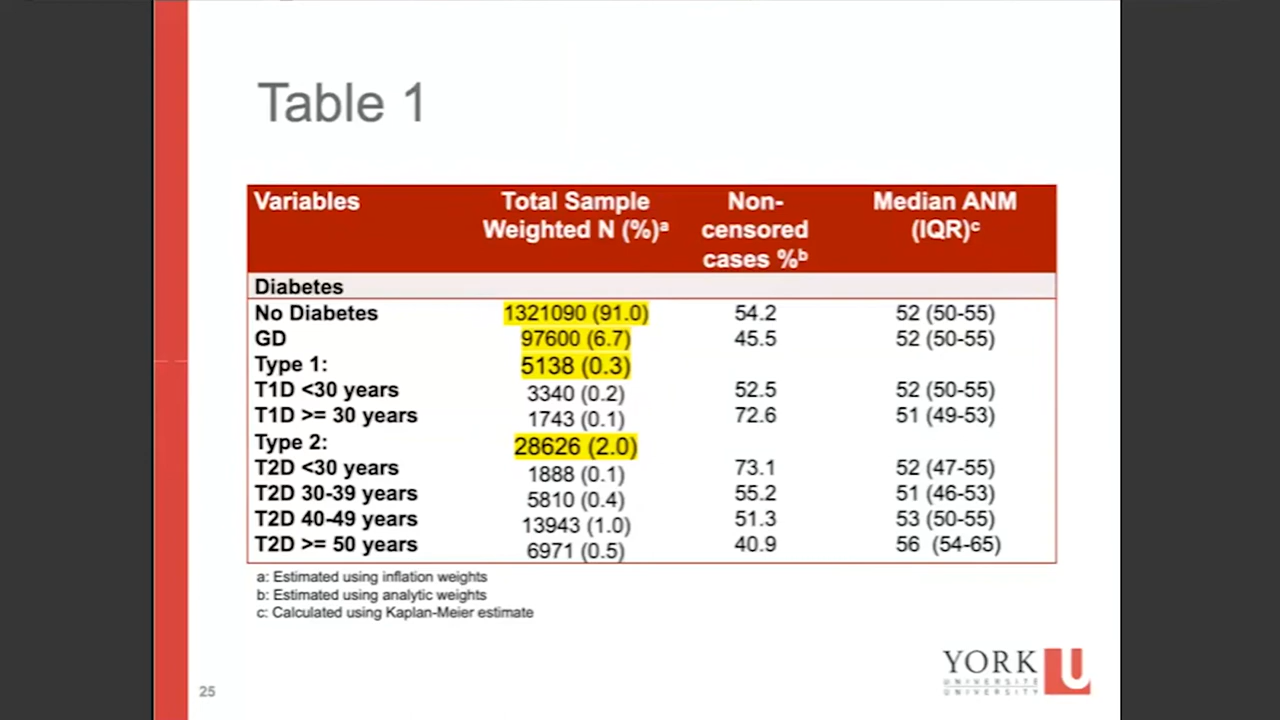 Table 1
Variables Total Sample Weighted N (%)a Non-censored cases %b Median ANM (IQR)c
Diabetes
No Diabetes 1321090 (91.0) 54.2 52 (50-55)
GD 97600 (6.7) 45.5 52 (50-55)
Type 1: 5138 (0.3)
T1D <30 years 3340 (0.2) 52.5 52 (50-55)
T1D >= 30 years 1743 (0.1) 72.6 51 (49-53)
Type 2: 28626 (2.0)
T2D <30 years 1888 (0.1) 73.1 52 (47-55)
T2D 30-39 years 5810 (0.4) 55.2 51 (46-53)
T2D 40-49 years 13943 (1.0) 51.3 53 (50-55)
T2D >= 50 years 6971 (0.5) 40.9 56 (54-65)
a: Estimated using inflation weights
b: Estimated using analytic weights
c: Calculated using Kaplan-Meier estimate
YORK U
UNIVERSITÉ
UNIVERSITY
25